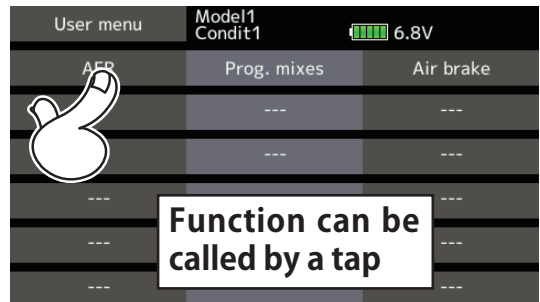 User menu
Model1
Condit1
6.8V
AFR
Prog. mixes
Air brake
---
---
---
---
---
---
---
---
---
Function can be
called by a tap